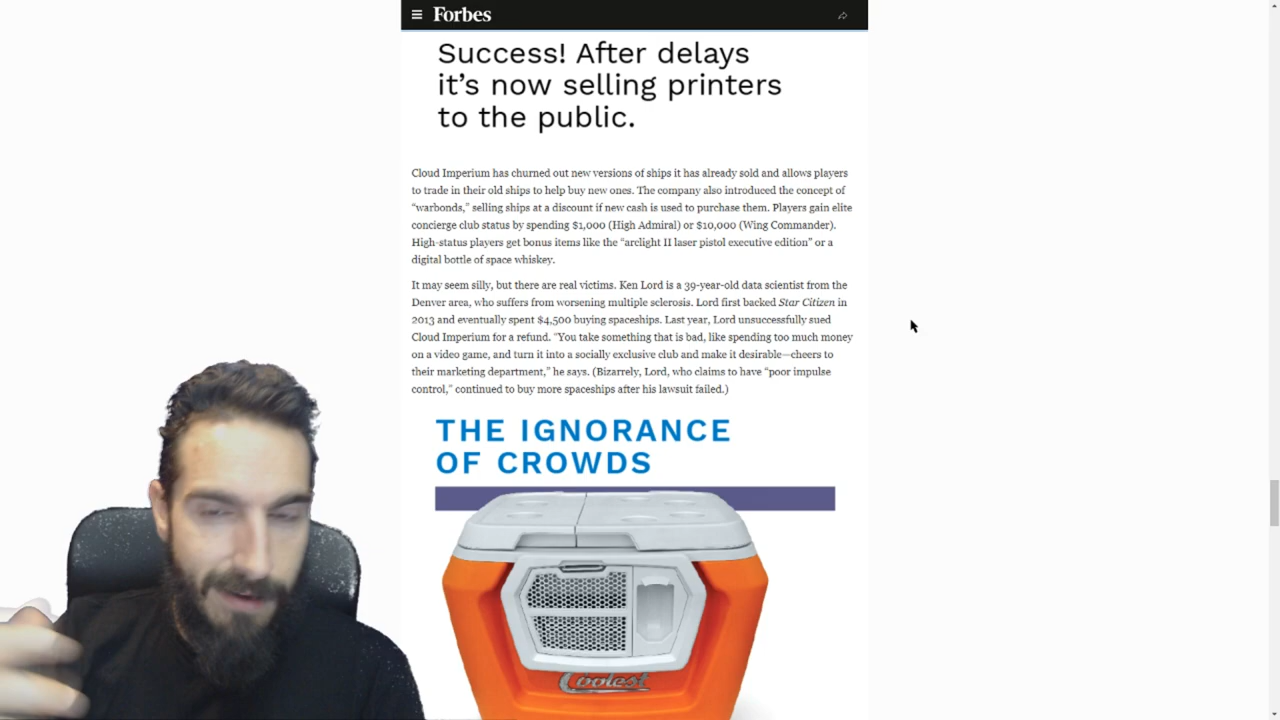 Forbes
Success! After delays
it's now selling printers
to the public.
Cloud Imperium has churned out new versions of ships it has already sold and allows players
to trade in their old ships to help buy new ones. The company also introduced the concept of
“warbonds,” selling ships at a discount if new cash is used to purchase them. Players gain elite
concierge club status by spending $1,000 (High Admiral) or $10,000 (Wing Commander).
High-status players get bonus items like the “arclight II laser pistol executive edition” or a
digital bottle of space whiskey.
It may seem silly, but there are real victims. Ken Lord is a 39-year-old data scientist from the
Denver area, who suffers from worsening multiple sclerosis. Lord first backed Star Citizen in
2013 and eventually spent $4,500 buying spaceships. Last year, Lord unsuccessfully sued
Cloud Imperium for a refund. “You take something that is bad, like spending too much money
on a video game, and turn it into a socially exclusive club and make it desirable—cheers to
their marketing department,” he says. (Bizarrely, Lord, who claims to have “poor impulse
control,” continued to buy more spaceships after his lawsuit failed.)
THE IGNORANCE
OF CROWDS
Coolest